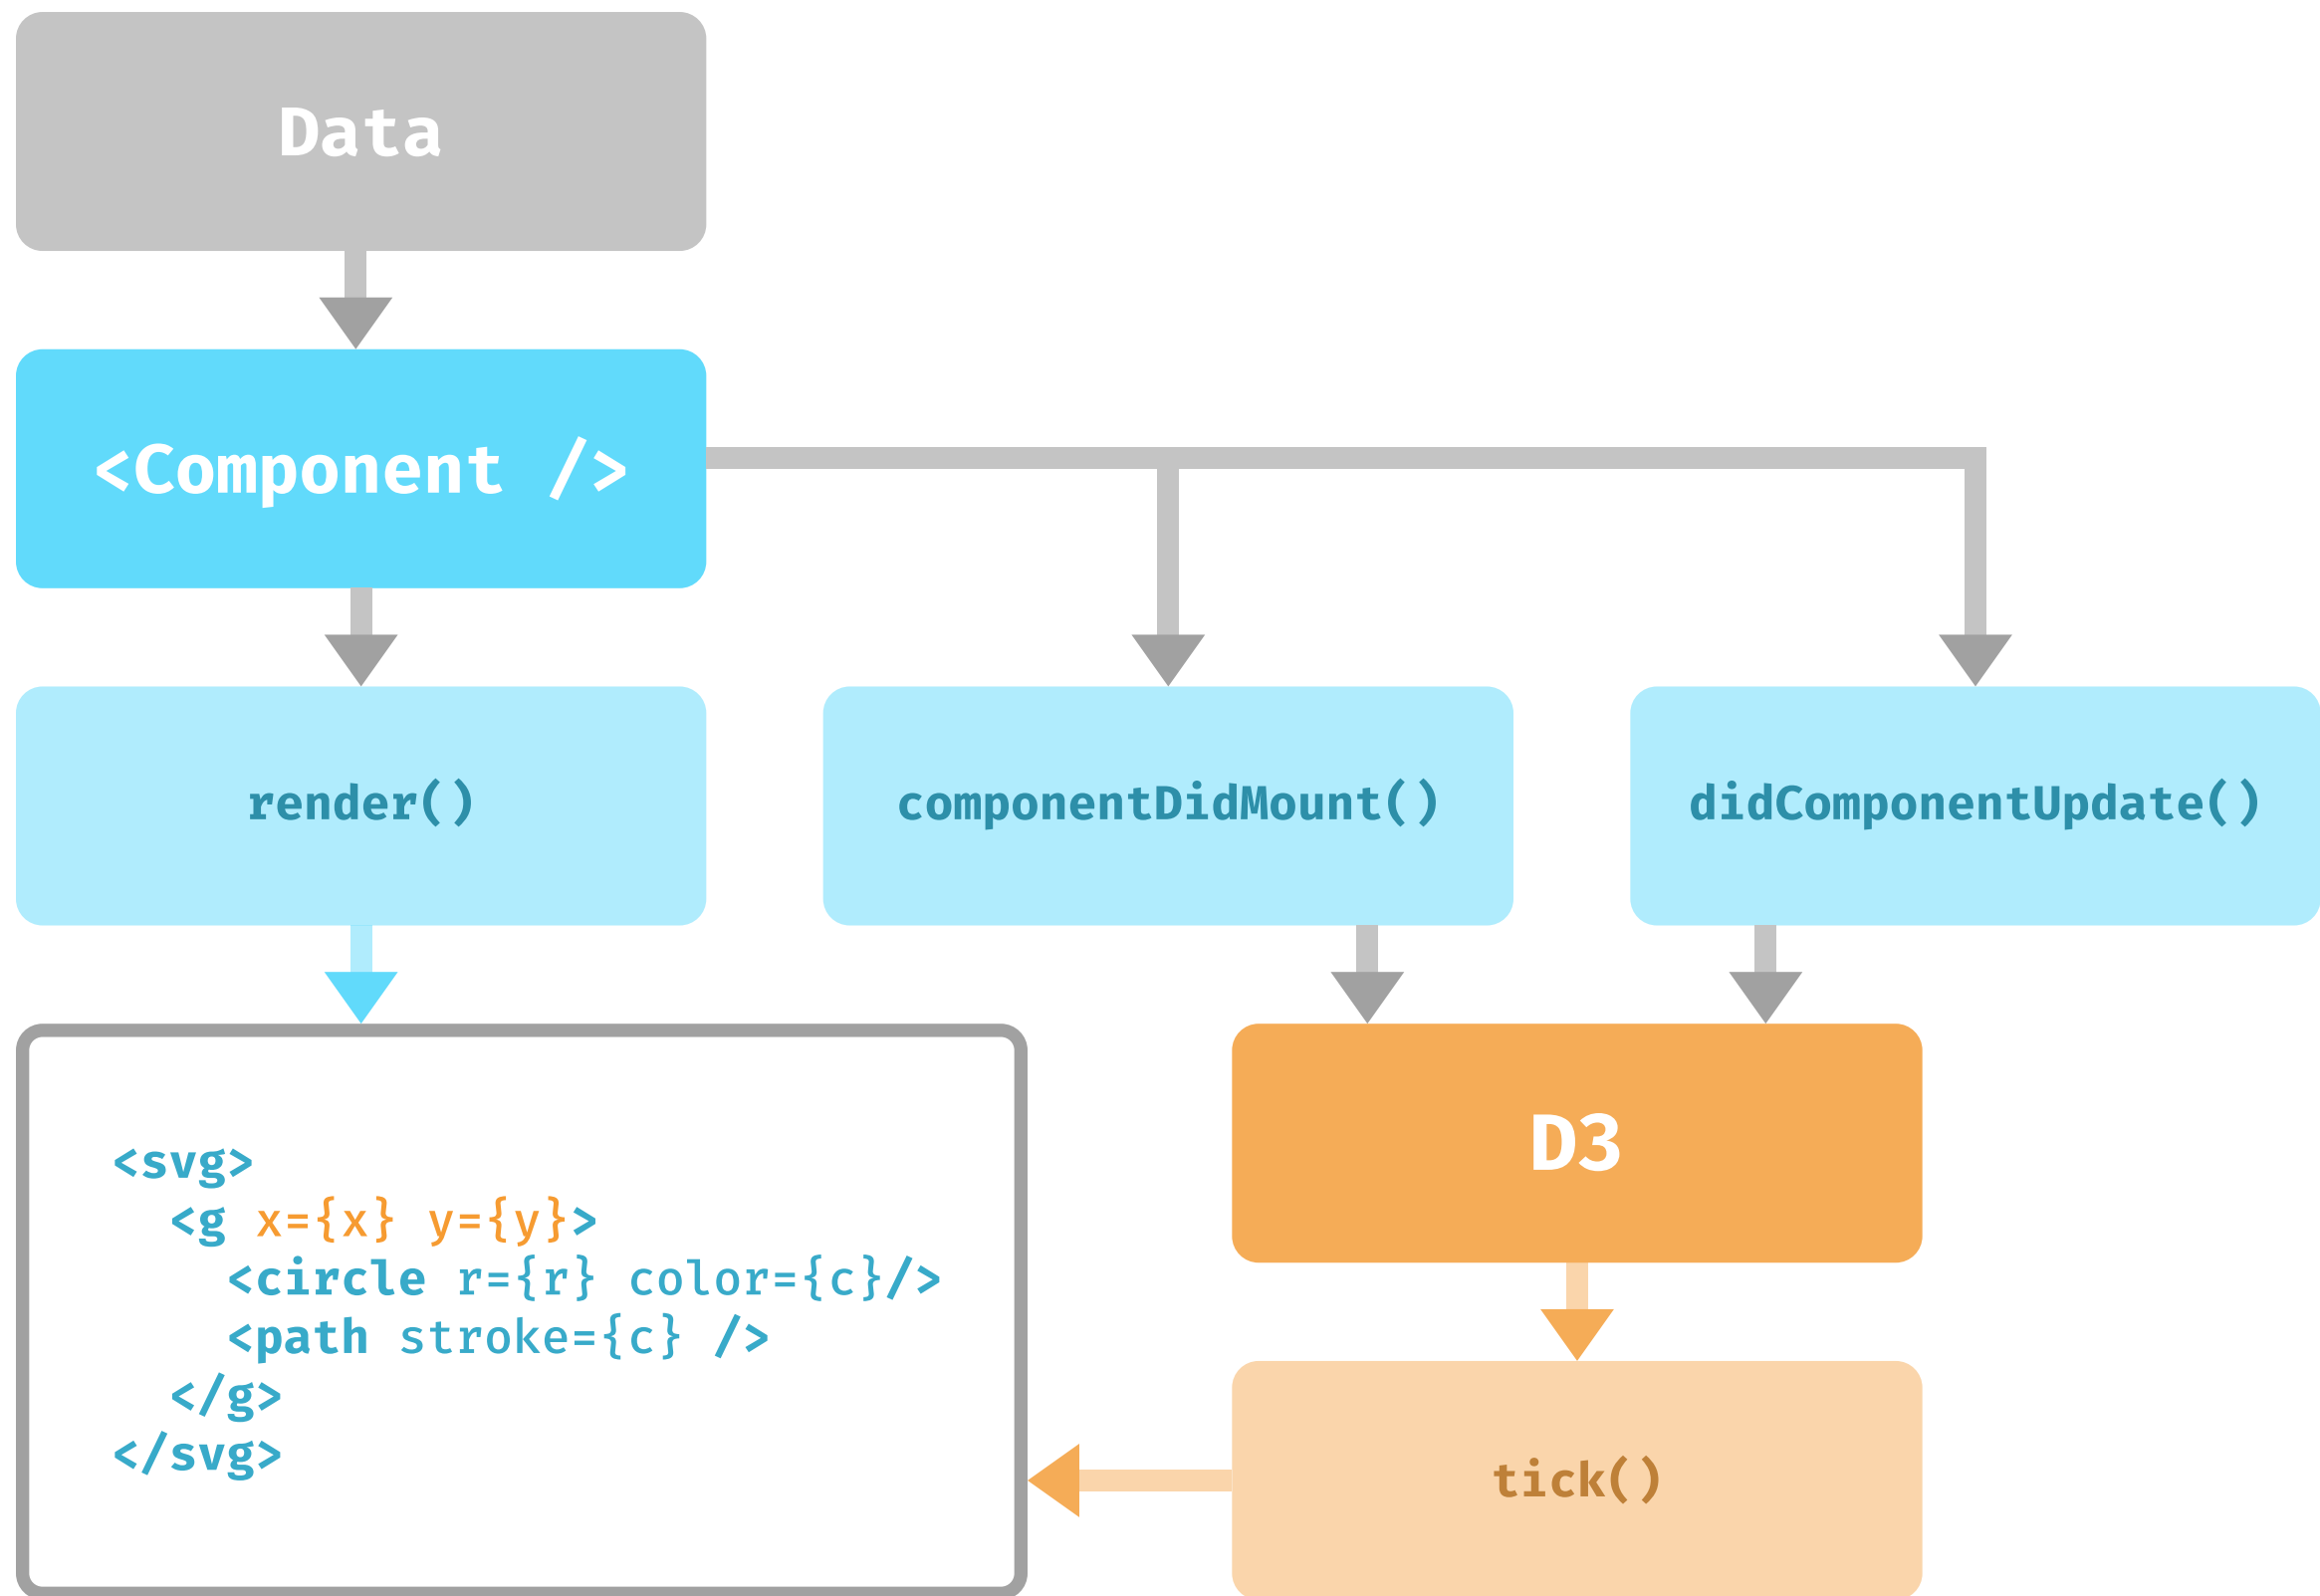 Data
<Component />
render()
componentDidMount()
didComponentUpdate()
<svg>
<g x={x} y={y}>
<circle r={r} color={c}/>
<path stroke={c} />
</g>
</svg>
D3
tick()